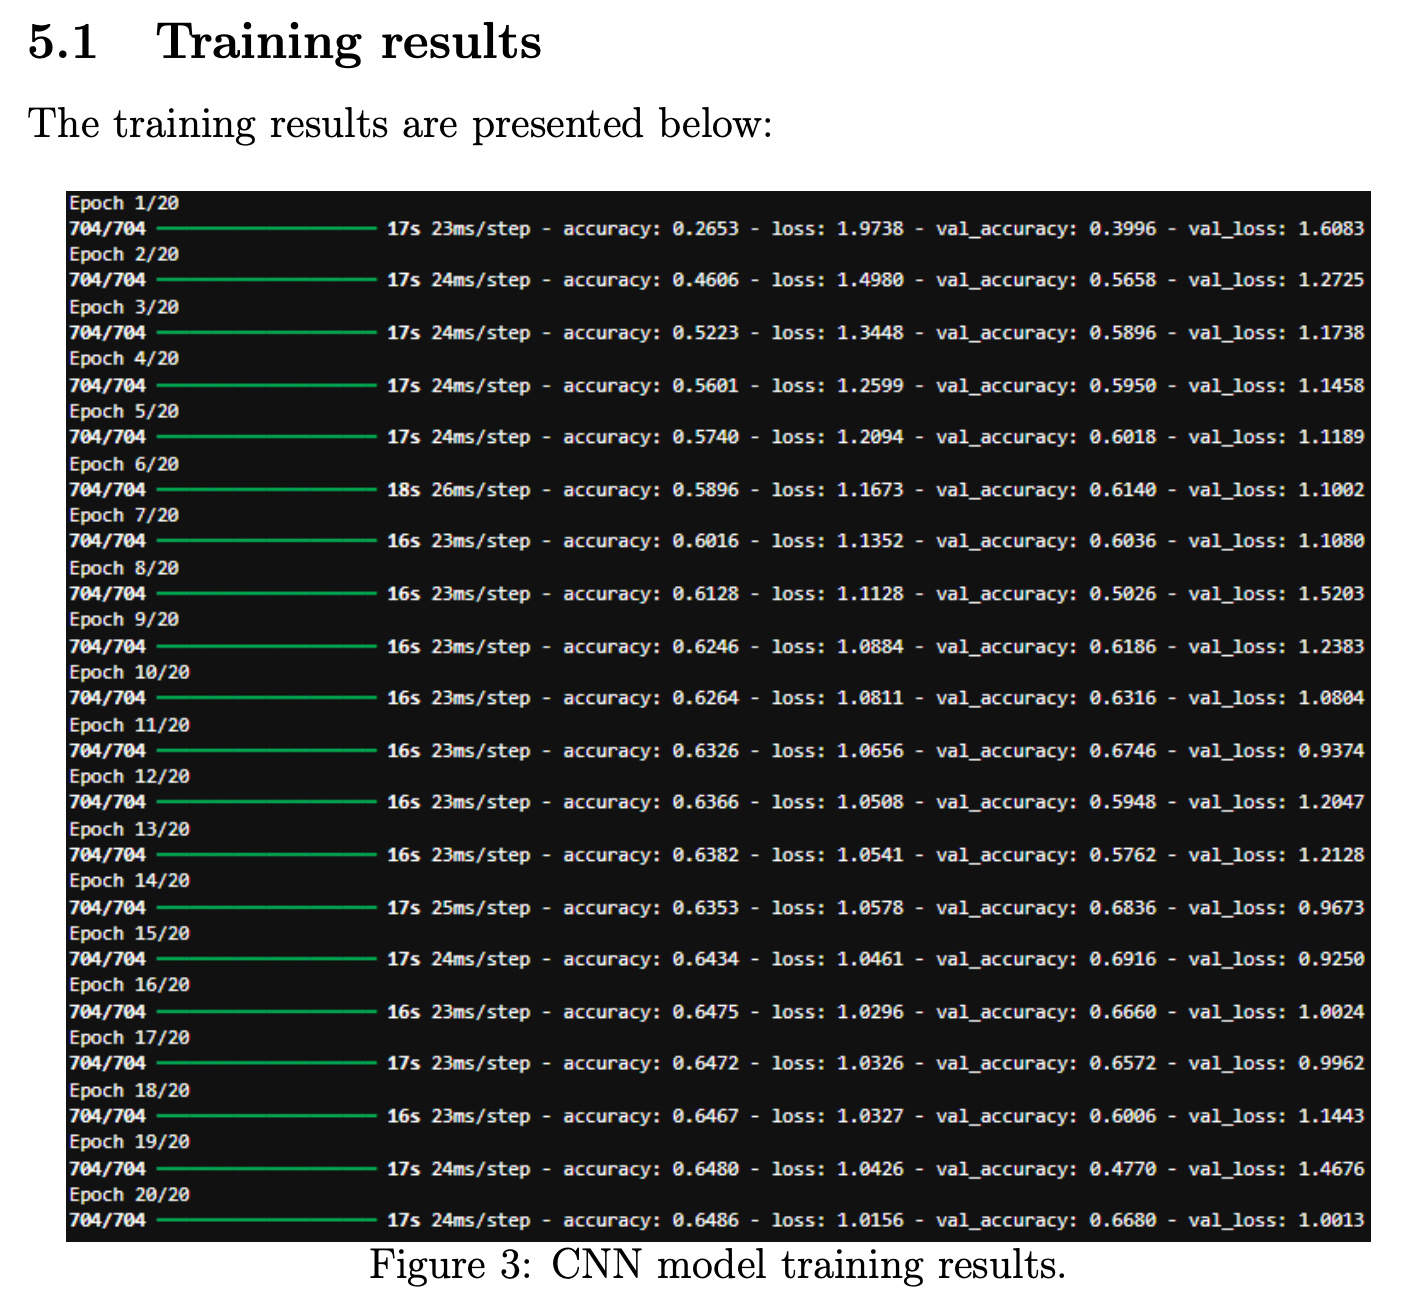 5.1 Training results
The training results are presented below:
Epoch 1/20
704/704 17s 23ms/step - accuracy: 0.2653 - loss: 1.9738 - val_accuracy: 0.3996 - val_loss: 1.6083
Epoch 2/20
704/704 17s 24ms/step - accuracy: 0.4606 - loss: 1.4980 - val_accuracy: 0.5658 - val_loss: 1.2725
Epoch 3/20
704/704 17s 24ms/step - accuracy: 0.5223 - loss: 1.3448 - val_accuracy: 0.5896 - val_loss: 1.1738
Epoch 4/20
704/704 17s 24ms/step - accuracy: 0.5601 - loss: 1.2599 - val_accuracy: 0.5950 - val_loss: 1.1458
Epoch 5/20
704/704 17s 24ms/step - accuracy: 0.5740 - loss: 1.2094 - val_accuracy: 0.6018 - val_loss: 1.1189
Epoch 6/20
704/704 18s 26ms/step - accuracy: 0.5896 - loss: 1.1673 - val_accuracy: 0.6140 - val_loss: 1.1002
Epoch 7/20
704/704 16s 23ms/step - accuracy: 0.6016 - loss: 1.1352 - val_accuracy: 0.6036 - val_loss: 1.1080
Epoch 8/20
704/704 16s 23ms/step - accuracy: 0.6128 - loss: 1.1128 - val_accuracy: 0.5026 - val_loss: 1.5203
Epoch 9/20
704/704 16s 23ms/step - accuracy: 0.6246 - loss: 1.0884 - val_accuracy: 0.6186 - val_loss: 1.2383
Epoch 10/20
704/704 16s 23ms/step - accuracy: 0.6264 - loss: 1.0811 - val_accuracy: 0.6316 - val_loss: 1.0804
Epoch 11/20
704/704 16s 23ms/step - accuracy: 0.6326 - loss: 1.0656 - val_accuracy: 0.6746 - val_loss: 0.9374
Epoch 12/20
704/704 16s 23ms/step - accuracy: 0.6366 - loss: 1.0508 - val_accuracy: 0.5948 - val_loss: 1.2047
Epoch 13/20
704/704 16s 23ms/step - accuracy: 0.6382 - loss: 1.0541 - val_accuracy: 0.5762 - val_loss: 1.2128
Epoch 14/20
704/704 17s 25ms/step - accuracy: 0.6353 - loss: 1.0578 - val_accuracy: 0.6836 - val_loss: 0.9673
Epoch 15/20
704/704 17s 24ms/step - accuracy: 0.6434 - loss: 1.0461 - val_accuracy: 0.6916 - val_loss: 0.9250
Epoch 16/20
704/704 16s 23ms/step - accuracy: 0.6475 - loss: 1.0296 - val_accuracy: 0.6660 - val_loss: 1.0024
Epoch 17/20
704/704 17s 23ms/step - accuracy: 0.6472 - loss: 1.0326 - val_accuracy: 0.6572 - val_loss: 0.9962
Epoch 18/20
704/704 16s 23ms/step - accuracy: 0.6467 - loss: 1.0327 - val_accuracy: 0.6006 - val_loss: 1.1443
Epoch 19/20
704/704 17s 24ms/step - accuracy: 0.6480 - loss: 1.0426 - val_accuracy: 0.4770 - val_loss: 1.4676
Epoch 20/20
704/704 17s 24ms/step - accuracy: 0.6486 - loss: 1.0156 - val_accuracy: 0.6680 - val_loss: 1.0013
Figure 3: CNN model training results.